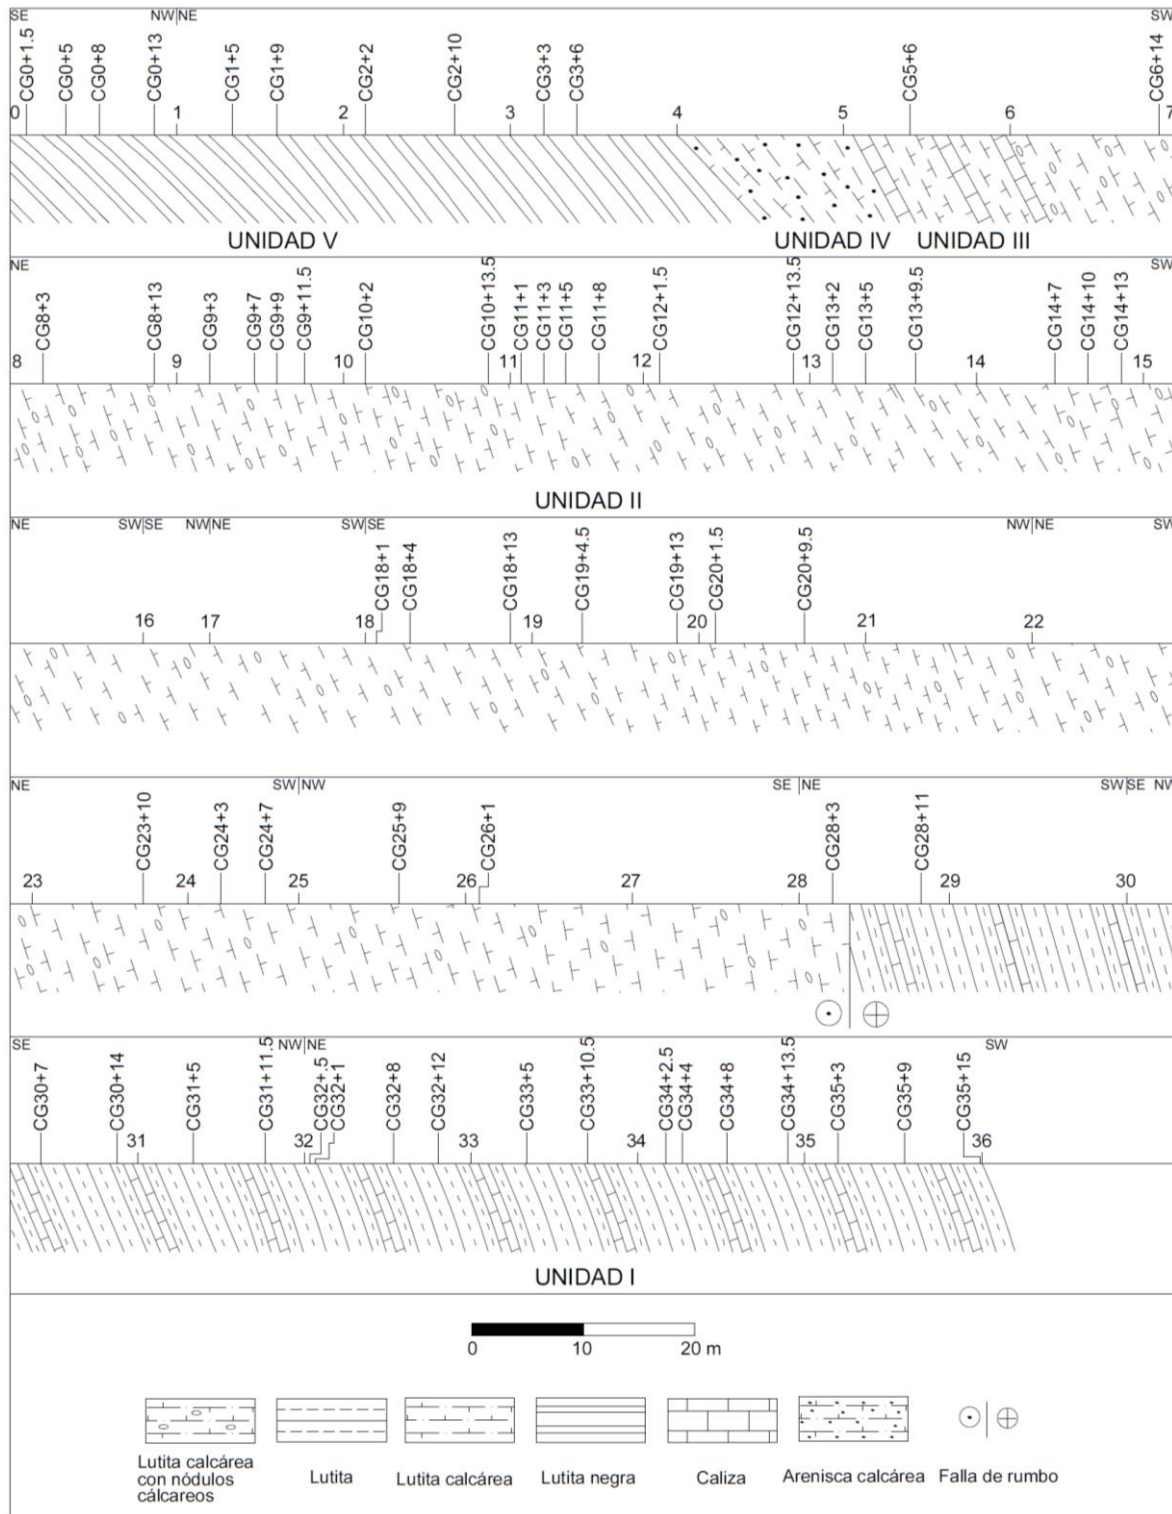 SE NW NE SW
CG0+1.5 CG0+5 CG0+8 CG0+13 CG1+5 CG1+9 CG2+2 CG2+10 CG3+3 CG3+6 CG5+6 CG6+14
0 1 2 3 4 5 6 7
UNIDAD V UNIDAD IV UNIDAD III
NE SW
CG8+3 CG8+13 CG9+3 CG9+7 CG9+9 CG9+11.5 CG10+2 CG10+13.5 CG11+1 CG11+3 CG11+5 CG11+8 CG12+1.5 CG12+13.5 CG13+2 CG13+5 CG13+9.5 CG14+7 CG14+10 CG14+13
8 9 10 11 12 13 14 15
UNIDAD II
NE SW SE NW NE SW SE NW NE SW
CG18+1 CG18+4 CG18+13 CG19+4.5 CG19+13 CG20+1.5 CG20+9.5
16 17 18 19 20 21 22
NE SW NW SE NE SW SE NW
CG23+10 CG24+3 CG24+7 CG25+9 CG26+1 CG28+3 CG28+11
23 24 25 26 27 28 29 30
SE NW NE SW
CG30+7 CG30+14 CG31+5 CG31+11.5 CG32+.5 CG32+1 CG32+8 CG32+12 CG33+5 CG33+10.5 CG34+2.5 CG34+4 CG34+8 CG34+13.5 CG35+3 CG35+9 CG35+15
31 32 33 34 35 36
UNIDAD I
0 10 20 m
Lutita calcárea
con nódulos
cálcareos
Lutita
Lutita calcárea
Lutita negra
Caliza
Arenisca calcárea
Falla de rumbo